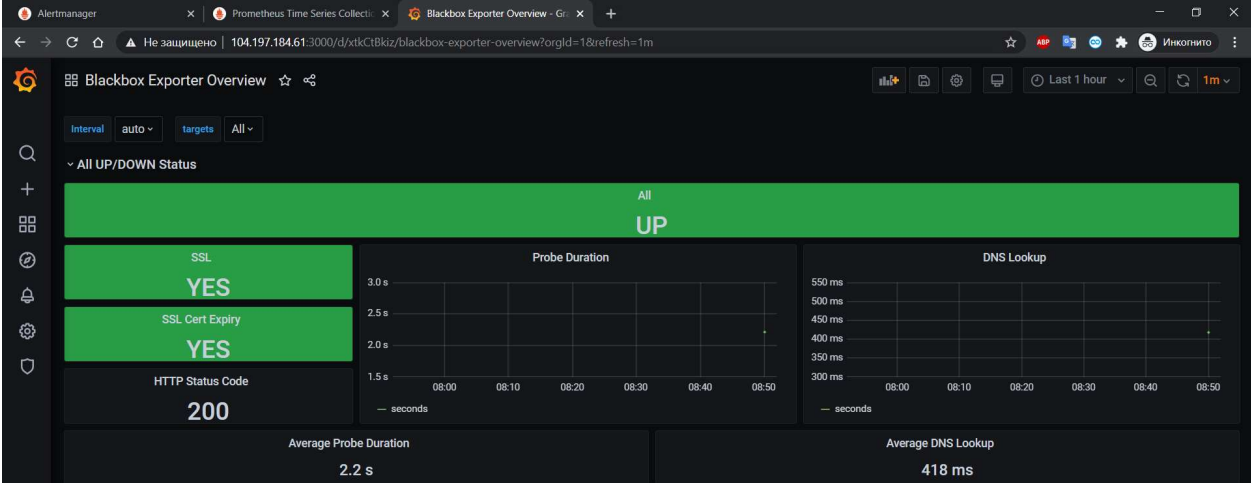 Alertmanager
Prometheus Time Series Collectic
Blackbox Exporter Overview - Gra
Не защищено 104.197.184.61:3000/d/xtkCtBkiz/blackbox-exporter-overview?orgId=1&refresh=1m
ABP
Инкогнито
Blackbox Exporter Overview
Last 1 hour
1m
Interval auto targets All
All UP/DOWN Status
All
UP
SSL
YES
SSL Cert Expiry
YES
HTTP Status Code
200
Probe Duration
3.0 s
2.5 s
2.0 s
1.5 s
08:00 08:10 08:20 08:30 08:40 08:50
seconds
DNS Lookup
550 ms
500 ms
450 ms
400 ms
350 ms
300 ms
08:00 08:10 08:20 08:30 08:40 08:50
seconds
Average Probe Duration
2.2 s
Average DNS Lookup
418 ms